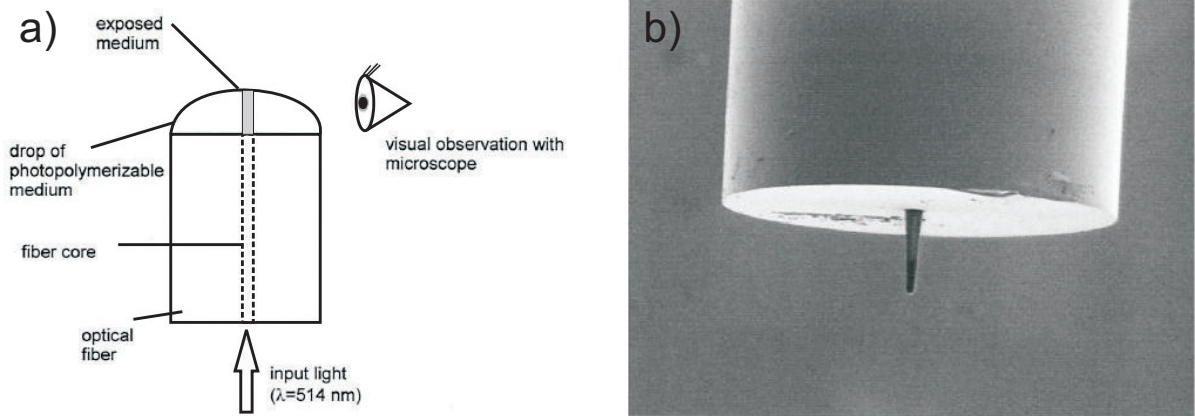 a)
exposed
medium
drop of
photopolymerizable
medium
visual observation with
microscope
fiber core
optical
fiber
input light
(λ=514 nm)
b)